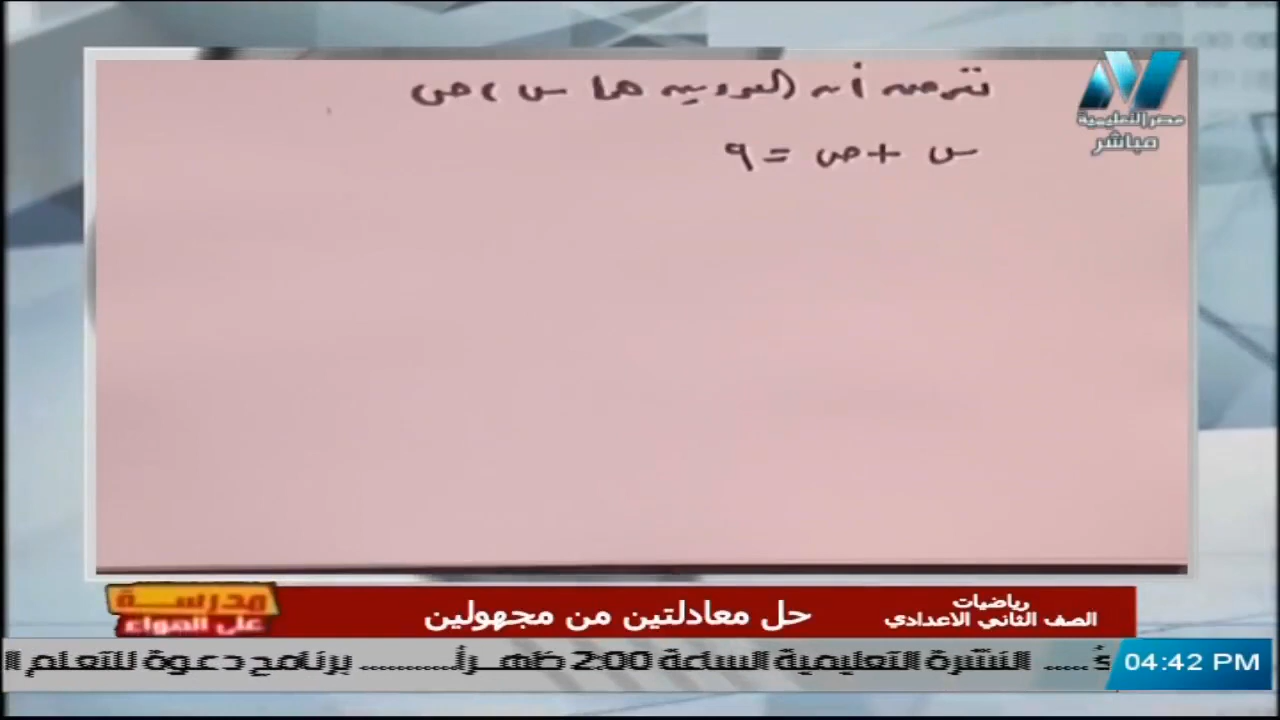 نفرض أن العددين هما س ، ص
س + ص = ٩
مصر التعليمية
مباشر
مدرسة
على الهواء
رياضيات
الصف الثاني الاعدادي
حل معادلتين من مجهولين
..... النشرة التعليمية الساعة 2:00 ظهـراً.......... برنامج دعوة للتعلم
04:42 PM